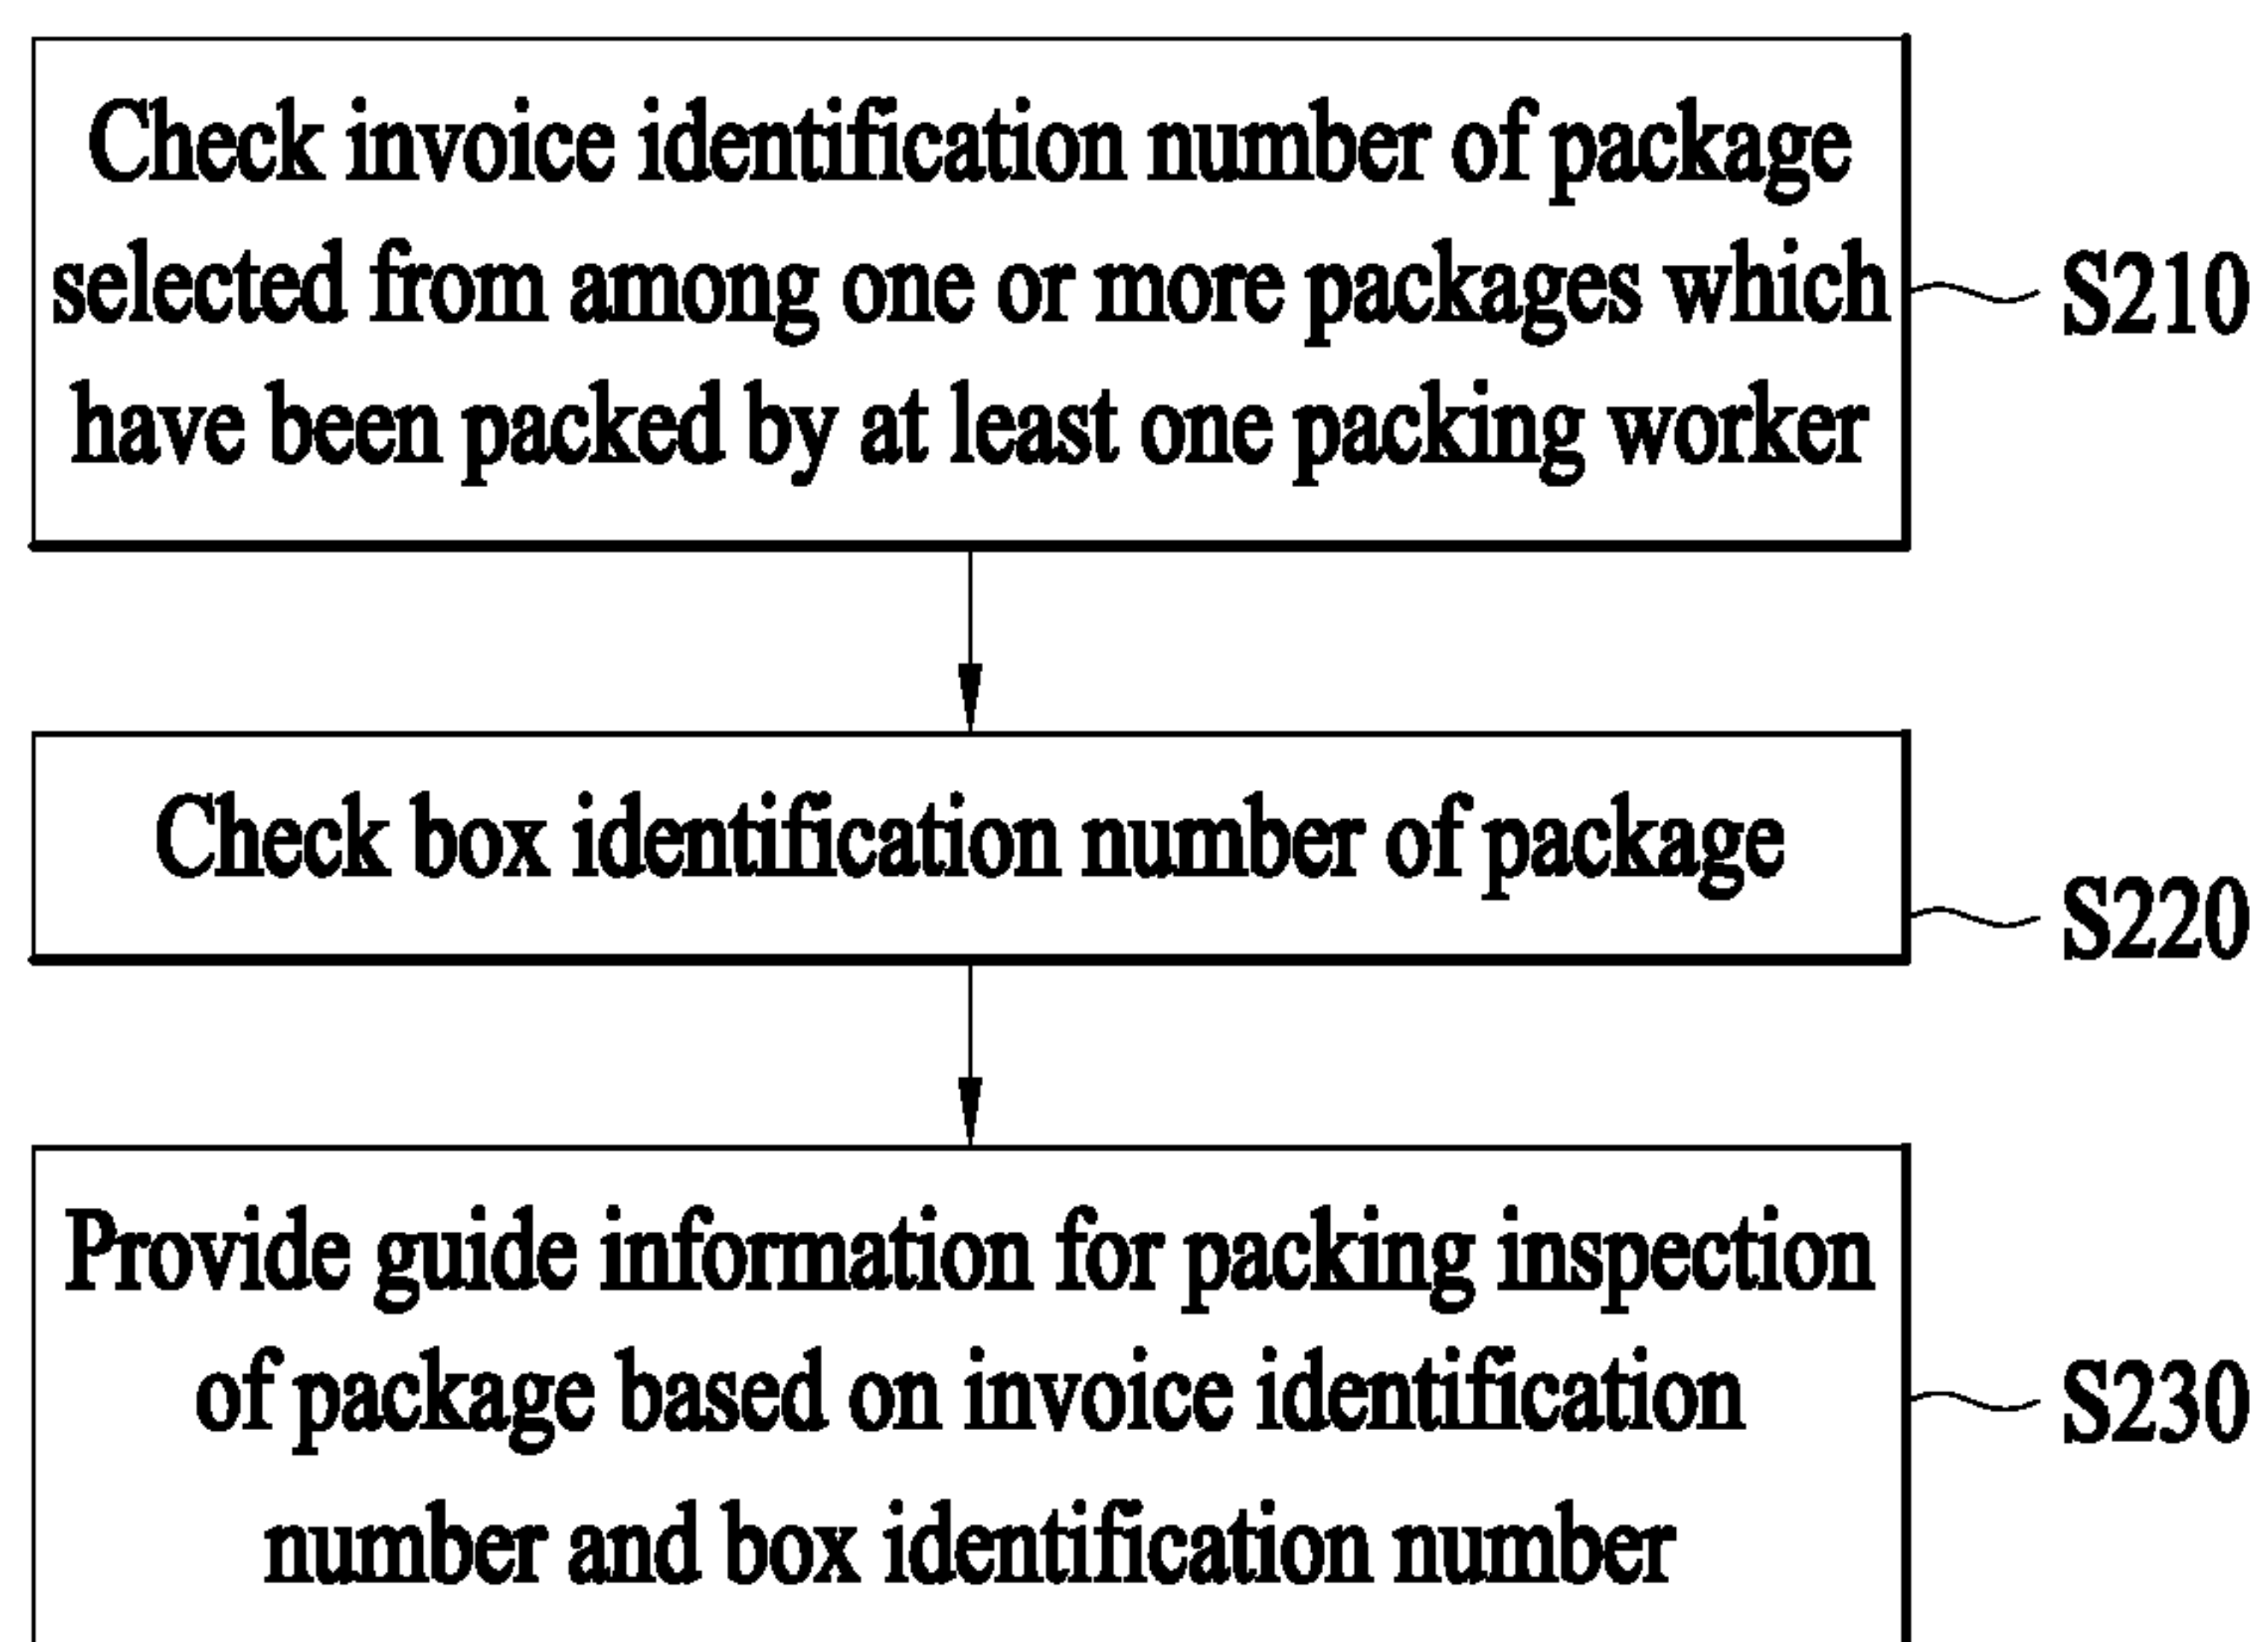 Check invoice identification number of package
selected from among one or more packages which
have been packed by at least one packing worker
S210
Check box identification number of package
S220
Provide guide information for packing inspection
of package based on invoice identification
number and box identification number
S230